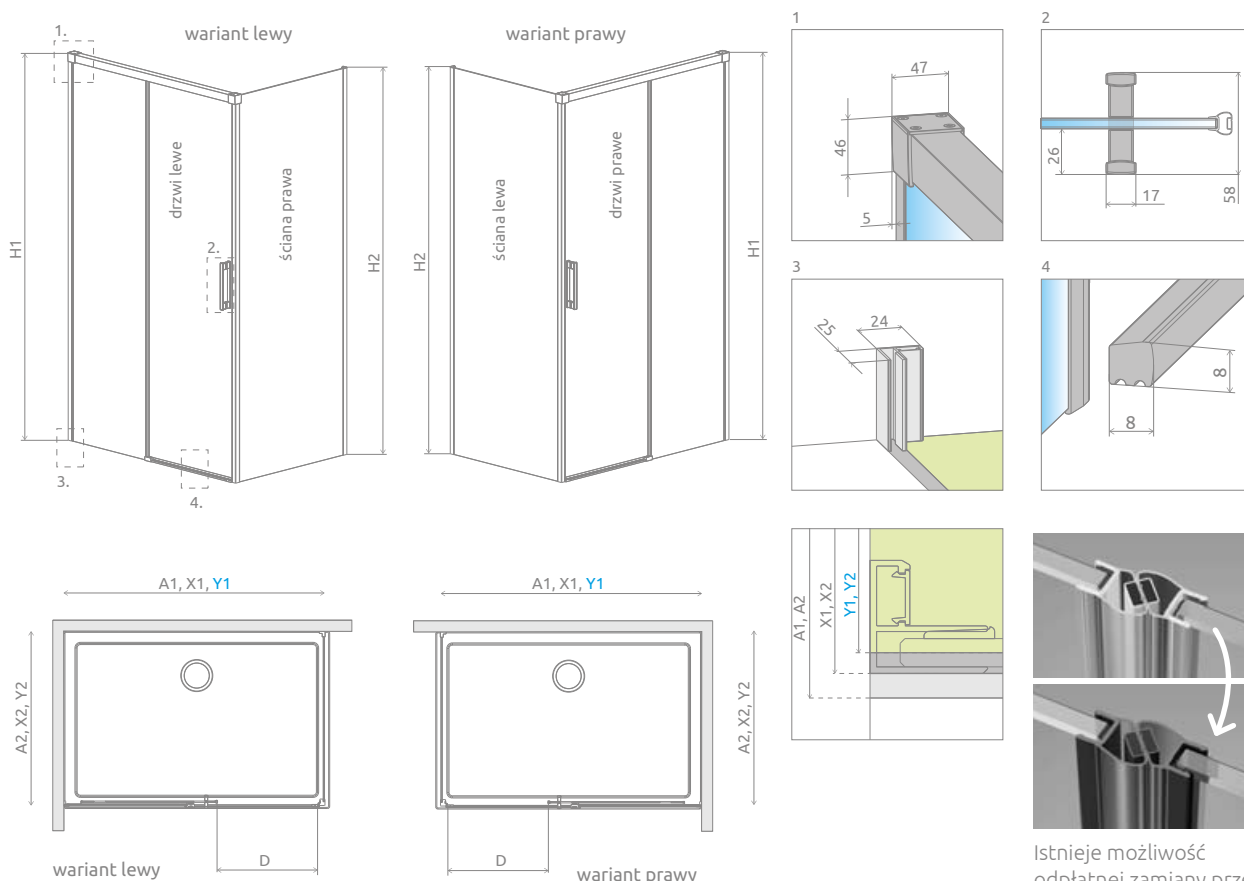 1.
wariant lewy
H1
drzwi lewe
ściana prawa
2.
H2
3.
4.
wariant prawy
H2
ściana lewa
drzwi prawe
H1
1
47
46
5
2
26
17
58
3
25
24
4
8
8
A1, X1, Y1
A2, X2, Y2
D
wariant lewy
A1, X1, Y1
A2, X2, Y2
D
wariant prawy
A1, A2
X1, X2
Y1, Y2
Istnieje możliwość
odpłatnej zamiany